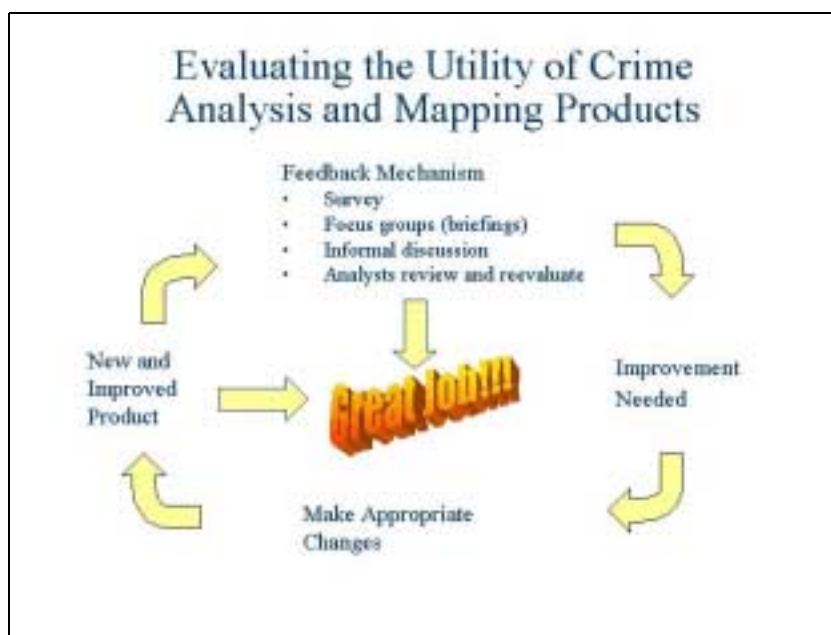 Evaluating the Utility of Crime
Analysis and Mapping Products
Feedback Mechanism
• Survey
• Focus groups (briefings)
• Informal discussion
• Analysts review and reevaluate
New and
Improved
Product
Great Job!!!
Improvement
Needed
Make Appropriate
Changes